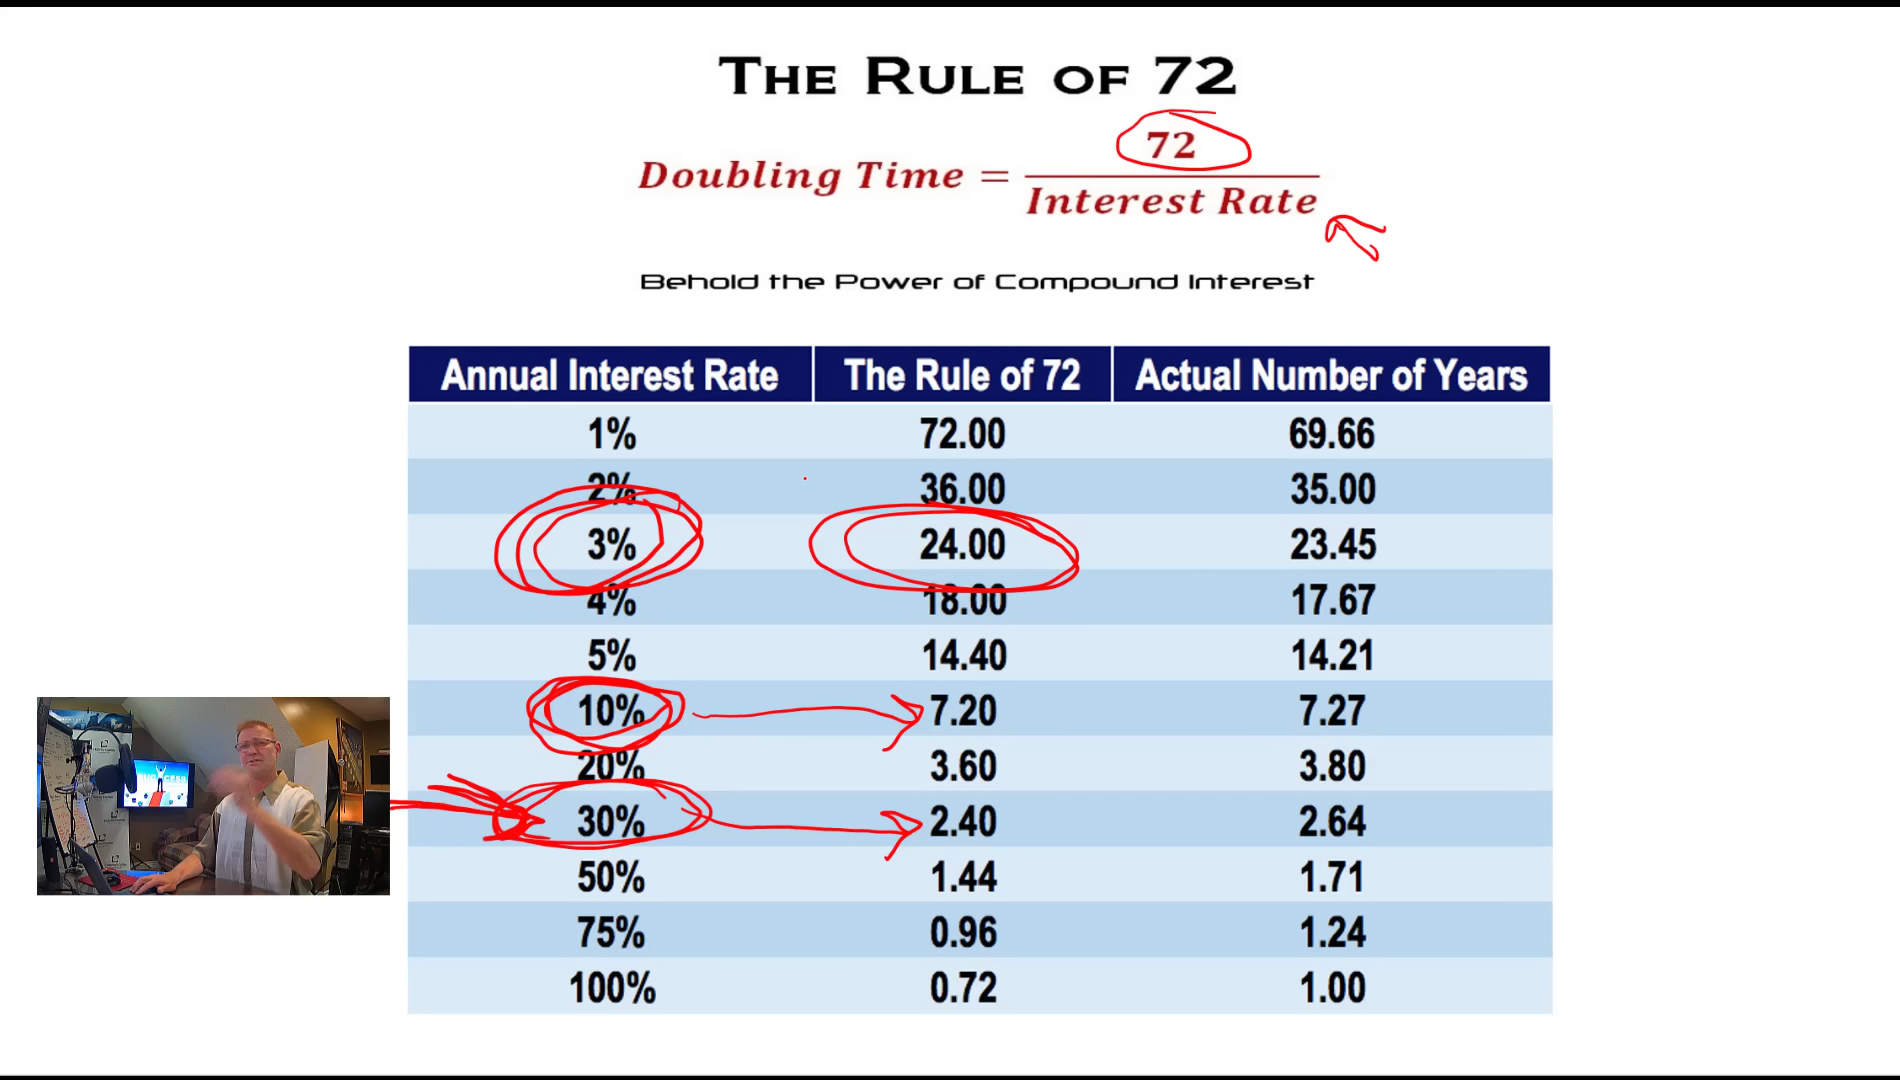 THE RULE OF 72
Doubling Time = 72 / Interest Rate
Behold the Power of Compound Interest
Annual Interest Rate The Rule of 72 Actual Number of Years
1% 72.00 69.66
2% 36.00 35.00
3% 24.00 23.45
4% 18.00 17.67
5% 14.40 14.21
10% 7.20 7.27
20% 3.60 3.80
30% 2.40 2.64
50% 1.44 1.71
75% 0.96 1.24
100% 0.72 1.00